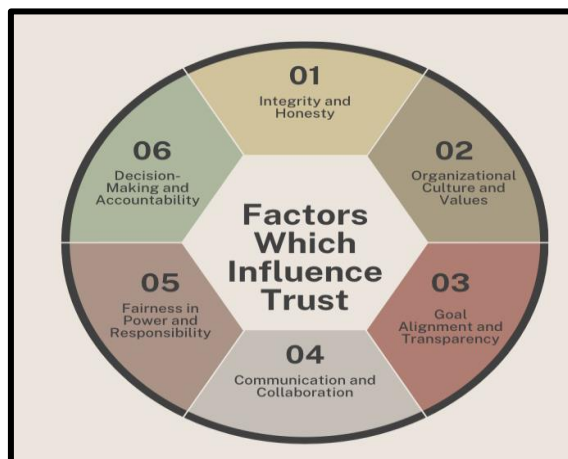 01
Integrity and
Honesty
02
Organizational
Culture and
Values
03
Goal
Alignment and
Transparency
04
Communication and
Collaboration
05
Fairness in
Power and
Responsibility
06
Decision-
Making and
Accountability
Factors
Which
Influence
Trust